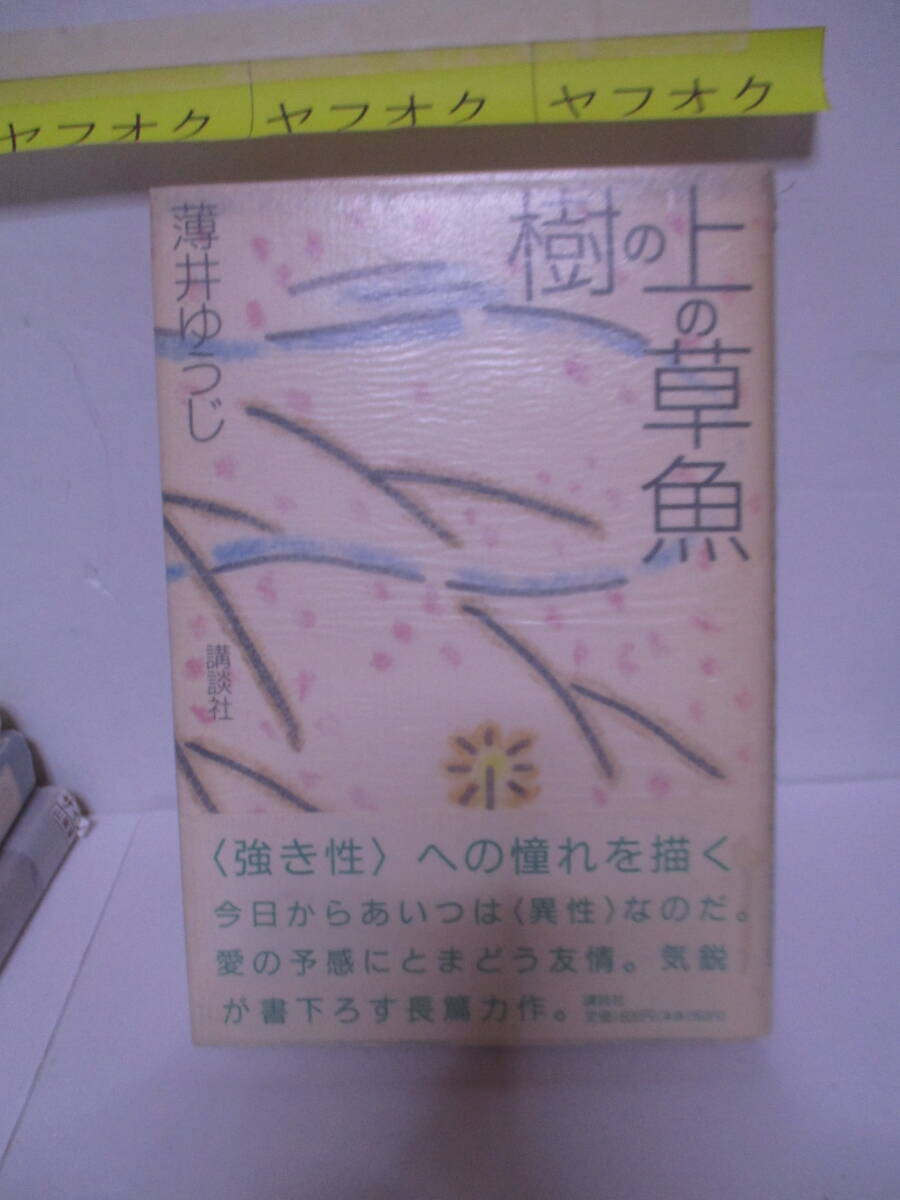 ヤフオク
ヤフオク
ヤフオク
樹の上の草魚
薄井ゆうじ
講談社
〈強き性〉への憧れを描く
今日からあいつは〈異性〉なのだ。
愛の予感にとまどう友情。気鋭
が書下ろす長篇力作。
講談社